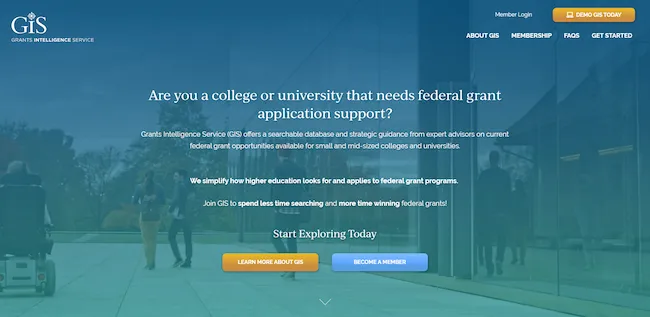 GIS
GRANTS INTELLIGENCE SERVICE
Member Login
DEMO GIS TODAY
ABOUT GIS MEMBERSHIP FAQS GET STARTED
Are you a college or university that needs federal grant
application support?
Grants Intelligence Service (GIS) offers a searchable database and strategic guidance from expert advisors on current
federal grant opportunities available for small and mid-sized colleges and universities.
We simplify how higher education looks for and applies to federal grant programs.
Join GIS to spend less time searching and more time winning federal grants!
Start Exploring Today
LEARN MORE ABOUT GIS BECOME A MEMBER